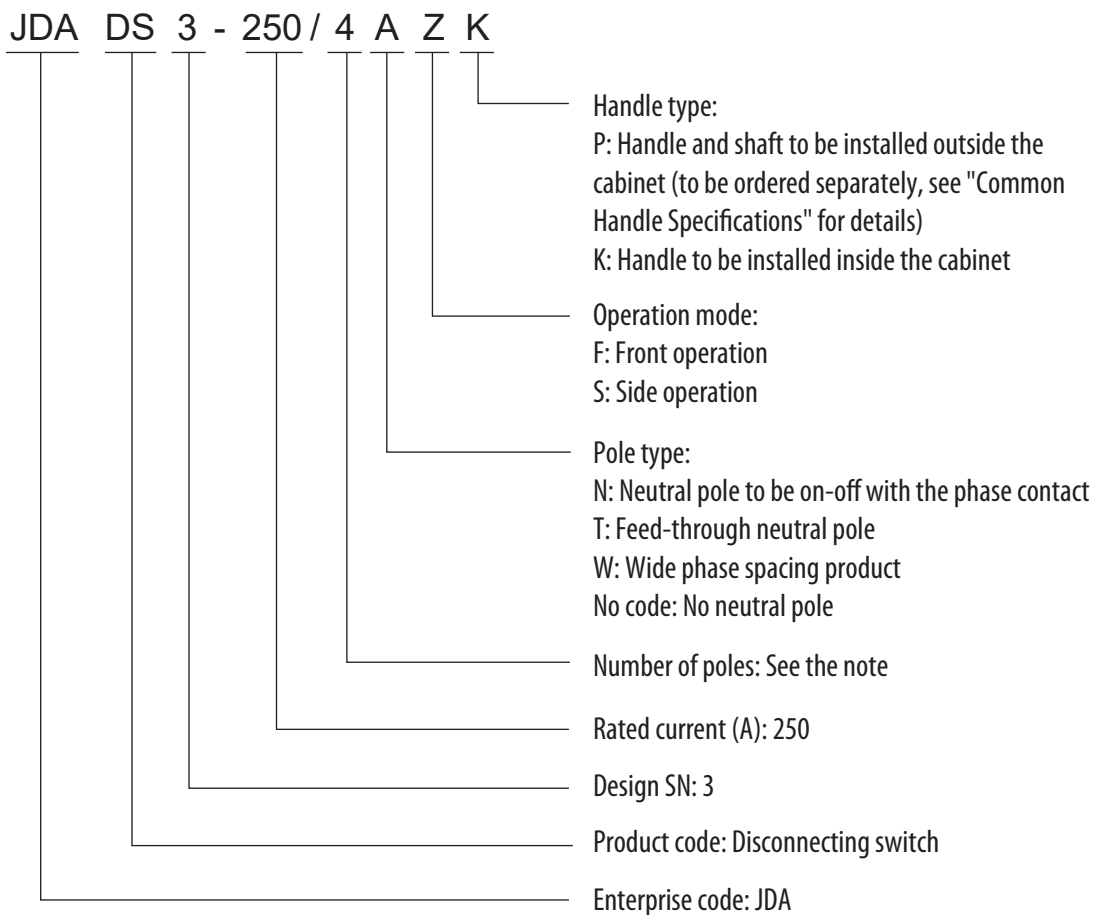 JDA DS 3 - 250 / 4 A Z K
Handle type:
P: Handle and shaft to be installed outside the
cabinet (to be ordered separately, see "Common
Handle Specifications" for details)
K: Handle to be installed inside the cabinet
Operation mode:
F: Front operation
S: Side operation
Pole type:
N: Neutral pole to be on-off with the phase contact
T: Feed-through neutral pole
W: Wide phase spacing product
No code: No neutral pole
Number of poles: See the note
Rated current (A): 250
Design SN: 3
Product code: Disconnecting switch
Enterprise code: JDA